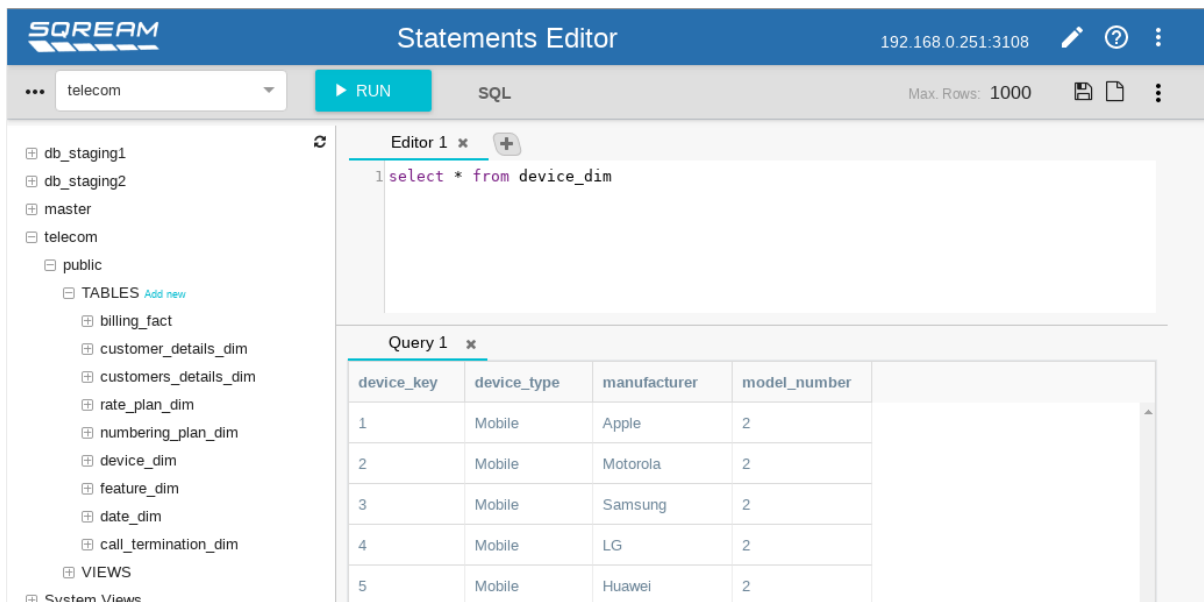 SQREAM
Statements Editor
192.168.0.251:3108
telecom
RUN
SQL
Max. Rows: 1000
db_staging1
db_staging2
master
telecom
public
TABLES Add new
billing_fact
customer_details_dim
customers_details_dim
rate_plan_dim
numbering_plan_dim
device_dim
feature_dim
date_dim
call_termination_dim
VIEWS
System Views
Editor 1
1 select * from device_dim
Query 1
device_key device_type manufacturer model_number
1 Mobile Apple 2
2 Mobile Motorola 2
3 Mobile Samsung 2
4 Mobile LG 2
5 Mobile Huawei 2